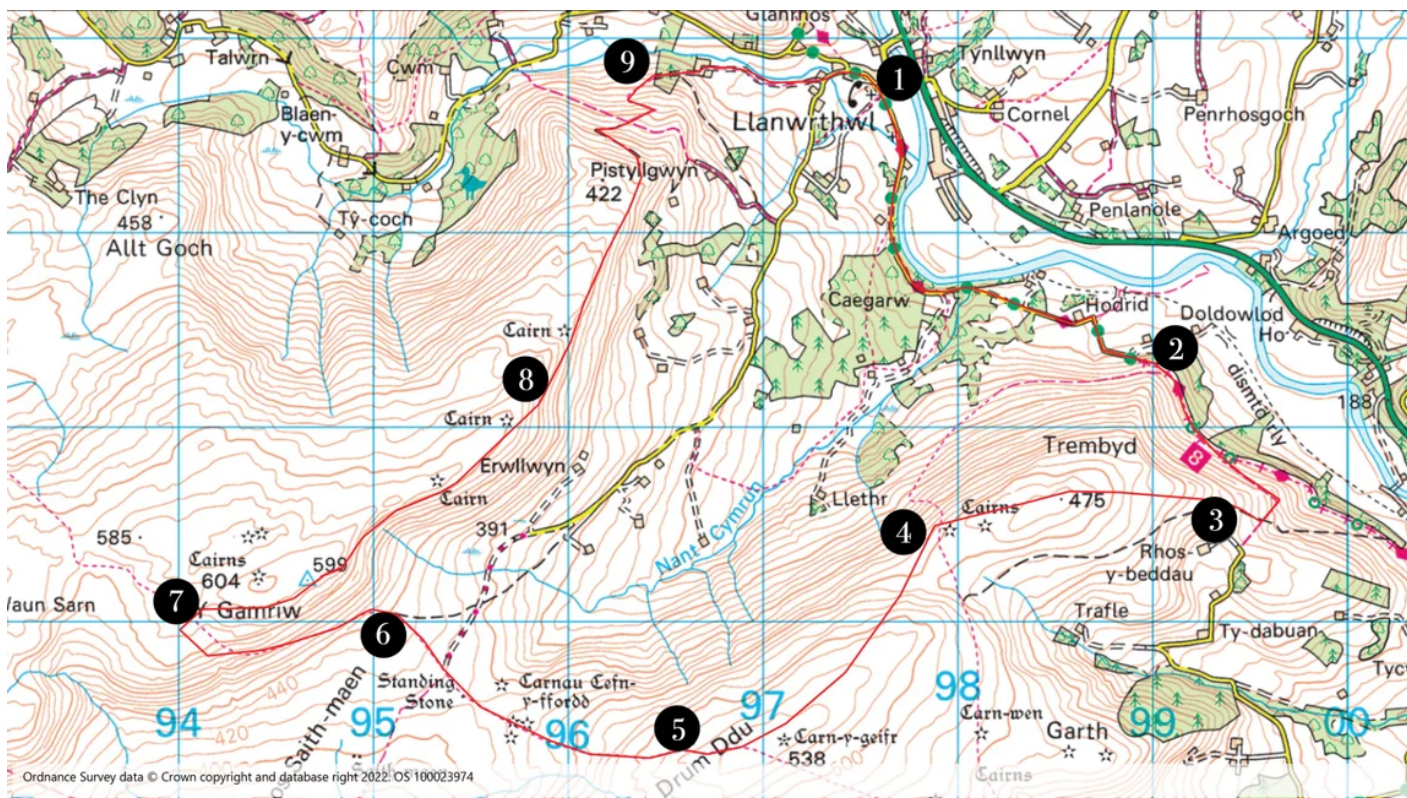 Glanrhos
Talwrn
Cwm
9
1
Tynllwyn
Blaen-
y-cwm
Llanwrthwl
Cornel
Penrhosgoch
Pistyllgwyn
422
The Clyn
458
Allt Goch
Tŷ-coch
Penlanole
Argoed
Caegarw
Hodrid
Doldowlod
Ho
2
Cairn
8
dismtd rly
188
Cairn
Trembyd
8
Erwllwyn
Cairn
Llethr
Cairns
475
3
4
391
585
Cairns
604
599
Nant Cymrun
Rhos-
y-beddau
7
Waun Sarn
Y Gamriw
6
Trafle
Ty-dabuan
Saith-maen
Standing
Stone
Carnau Cefn-
y-ffordd
440
420
94
95
96
97
98
99
00
5
Drum Ddu
Carn-y-geifr
538
Carn-wen
Garth
Cairns
Ordnance Survey data © Crown copyright and database right 2022. OS 100023974